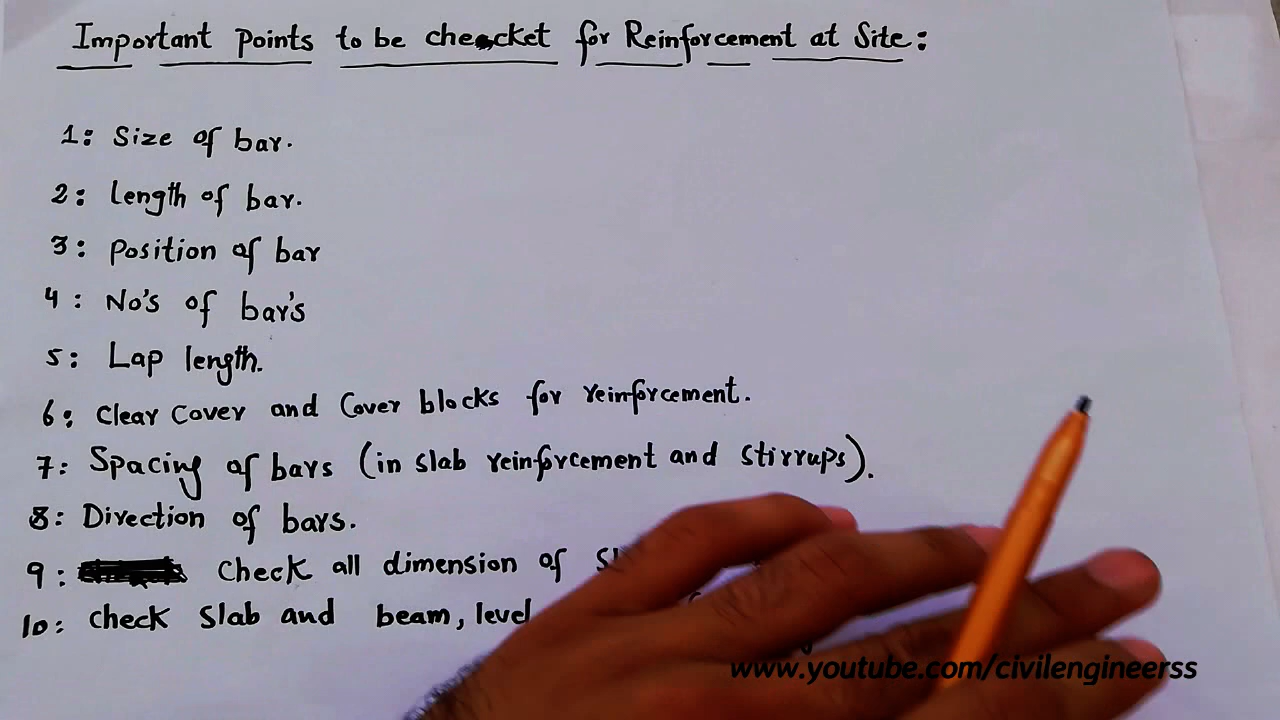 Important Points to be checket for Reinforcement at Site:
1: Size of bar.
2: Length of bar.
3: Position of bar
4: No's of bar's
5: Lap length.
6: Clear Cover and Cover blocks for reinforcement.
7: Spacing of bars (in slab reinforcement and stirrups).
8: Direction of bars.
9: Check all dimension of
10: check Slab and beam, level
www.youtube.com/civilengineerss